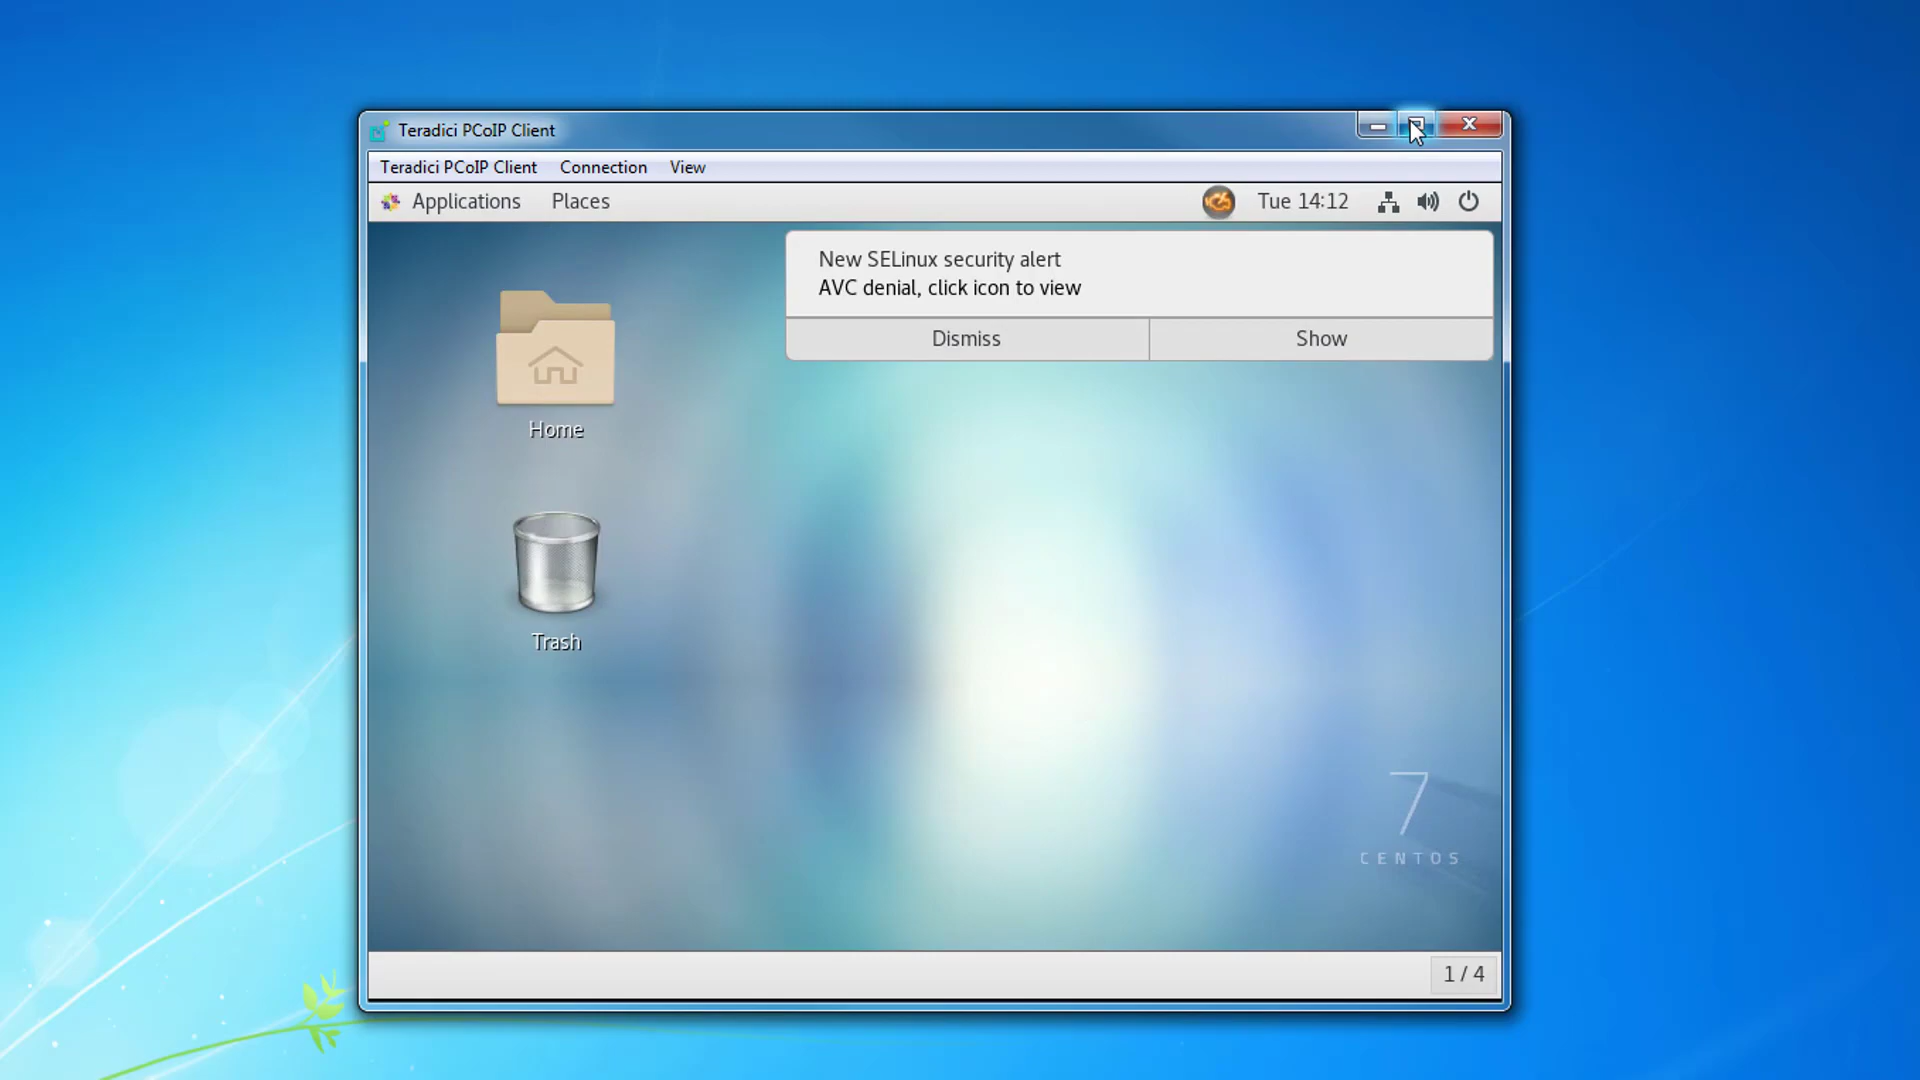 Teradici PCoIP Client
Teradici PCoIP Client Connection View
Applications Places Tue 14:12
New SELinux security alert
AVC denial, click icon to view
Dismiss Show
Home
Trash
7
CENTOS
1 / 4